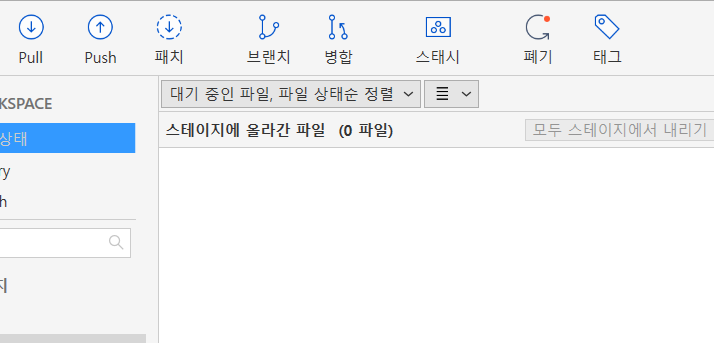 Pull Push 패치 브랜치 병합 스태시 폐기 태그
KSPACE
대기 중인 파일, 파일 상태순 정렬
상태
스테이지에 올라간 파일 (0 파일)
모두 스테이지에서 내리기
ry
h